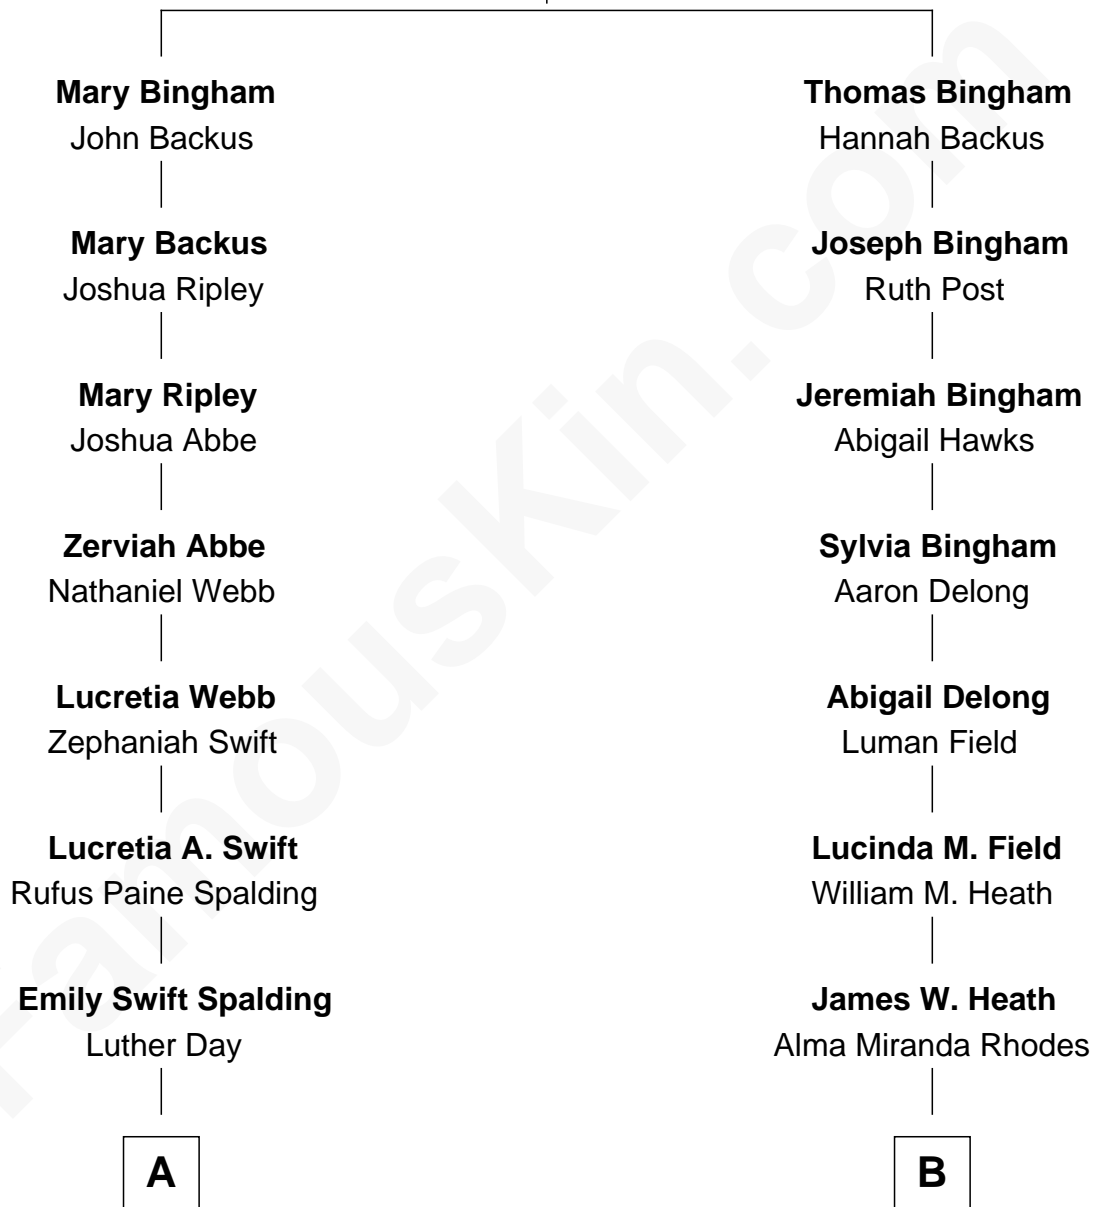 Mary Bingham
John Backus
Mary Backus
Joshua Ripley
Mary Ripley
Joshua Abbe
Zerviah Abbe
Nathaniel Webb
Lucretia Webb
Zephaniah Swift
Lucretia A. Swift
Rufus Paine Spalding
Emily Swift Spalding
Luther Day
A
Thomas Bingham
Hannah Backus
Joseph Bingham
Ruth Post
Jeremiah Bingham
Abigail Hawks
Sylvia Bingham
Aaron Delong
Abigail Delong
Luman Field
Lucinda M. Field
William M. Heath
James W. Heath
Alma Miranda Rhodes
B
FamousKin.com